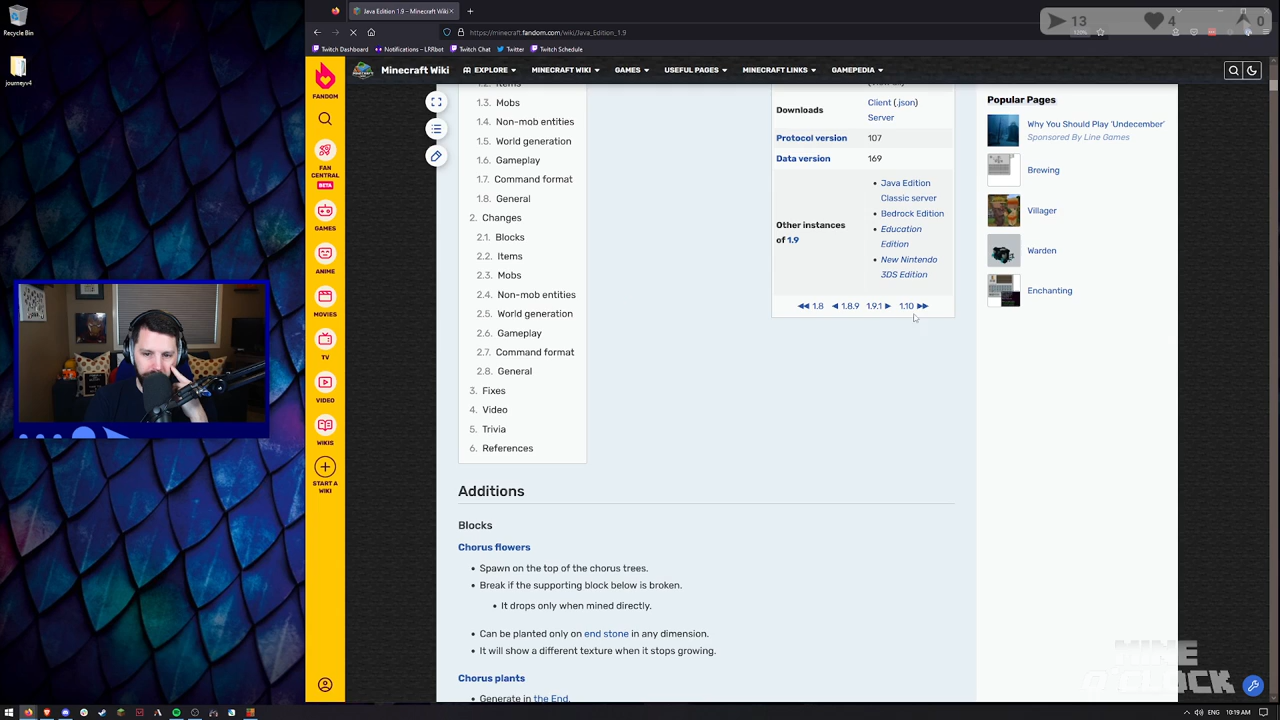 Recycle Bin
journeyv4
Java Edition 1.9 – Minecraft Wiki
13
4
0
https://minecraft.fandom.com/wiki/Java_Edition_1.9
Twitch Dashboard
Notifications – LRRbot
Twitch Chat
Twitter
Twitch Schedule
FANDOM
FAN CENTRAL
BETA
GAMES
ANIME
MOVIES
TV
VIDEO
WIKIS
START A WIKI
Minecraft Wiki
EXPLORE
MINECRAFT WIKI
GAMES
USEFUL PAGES
MINECRAFT LINKS
GAMEPEDIA
1.3. Mobs
1.4. Non-mob entities
1.5. World generation
1.6. Gameplay
1.7. Command format
1.8. General
2. Changes
2.1. Blocks
2.2. Items
2.3. Mobs
2.4. Non-mob entities
2.5. World generation
2.6. Gameplay
2.7. Command format
2.8. General
3. Fixes
4. Video
5. Trivia
6. References
Downloads
Client (.json)
Server
Protocol version 107
Data version 169
Other instances
of 1.9
Java Edition
Classic server
Bedrock Edition
Education
Edition
New Nintendo
3DS Edition
1.8 1.8.9 1.9.1 1.10
Popular Pages
Why You Should Play 'Undecember'
Sponsored By Line Games
Brewing
Villager
Warden
Enchanting
Additions
Blocks
Chorus flowers
Spawn on the top of the chorus trees.
Break if the supporting block below is broken.
It drops only when mined directly.
Can be planted only on end stone in any dimension.
It will show a different texture when it stops growing.
Chorus plants
Generate in the End.
MINE
O'CLOCK
ENG
10:19 AM